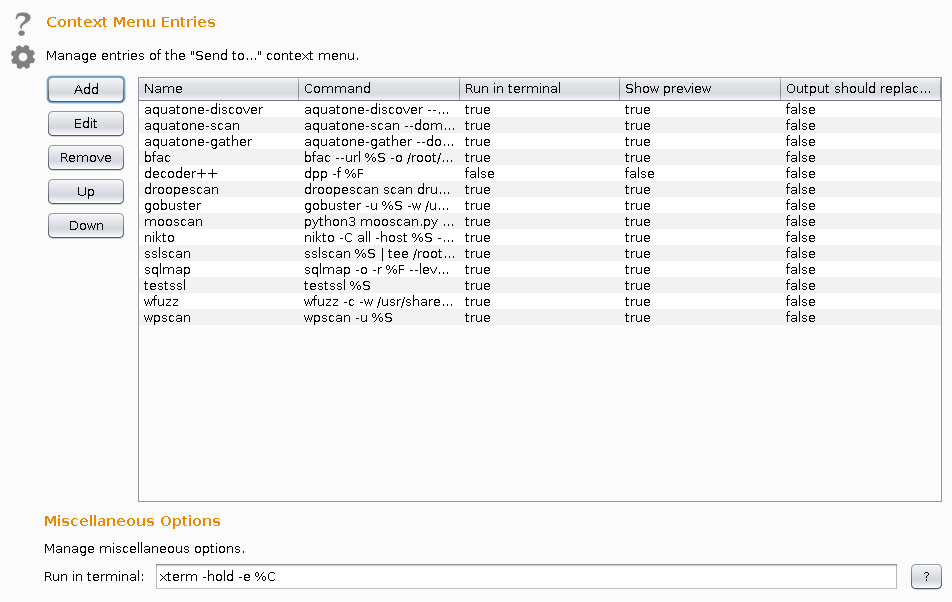 Context Menu Entries
Manage entries of the "Send to..." context menu.
Add
Edit
Remove
Up
Down
Name Command Run in terminal Show preview Output should replac...
aquatone-discover aquatone-discover --... true true false
aquatone-scan aquatone-scan --dom... true true false
aquatone-gather aquatone-gather --do... true true false
bfac bfac --url %S -o /root/... true true false
decoder++ dpp -f %F false false false
droopescan droopescan scan dru... true true false
gobuster gobuster -u %S -w /u... true true false
mooscan python3 mooscan.py ... true true false
nikto nikto -C all -host %S -... true true false
sslscan sslscan %S | tee /root... true true false
sqlmap sqlmap -o -r %F --lev... true true false
testssl testssl %S true true false
wfuzz wfuzz -c -w /usr/share... true true false
wpscan wpscan -u %S true true false
Miscellaneous Options
Manage miscellaneous options.
Run in terminal: xterm -hold -e %C ?